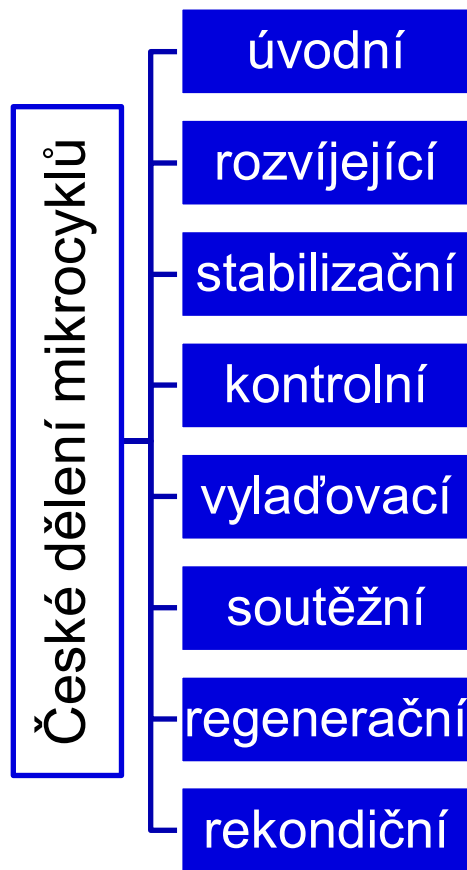 České dělení mikrocyklů
úvodní
rozvíjející
stabilizační
kontrolní
vylaďovací
soutěžní
regenerační
rekondiční